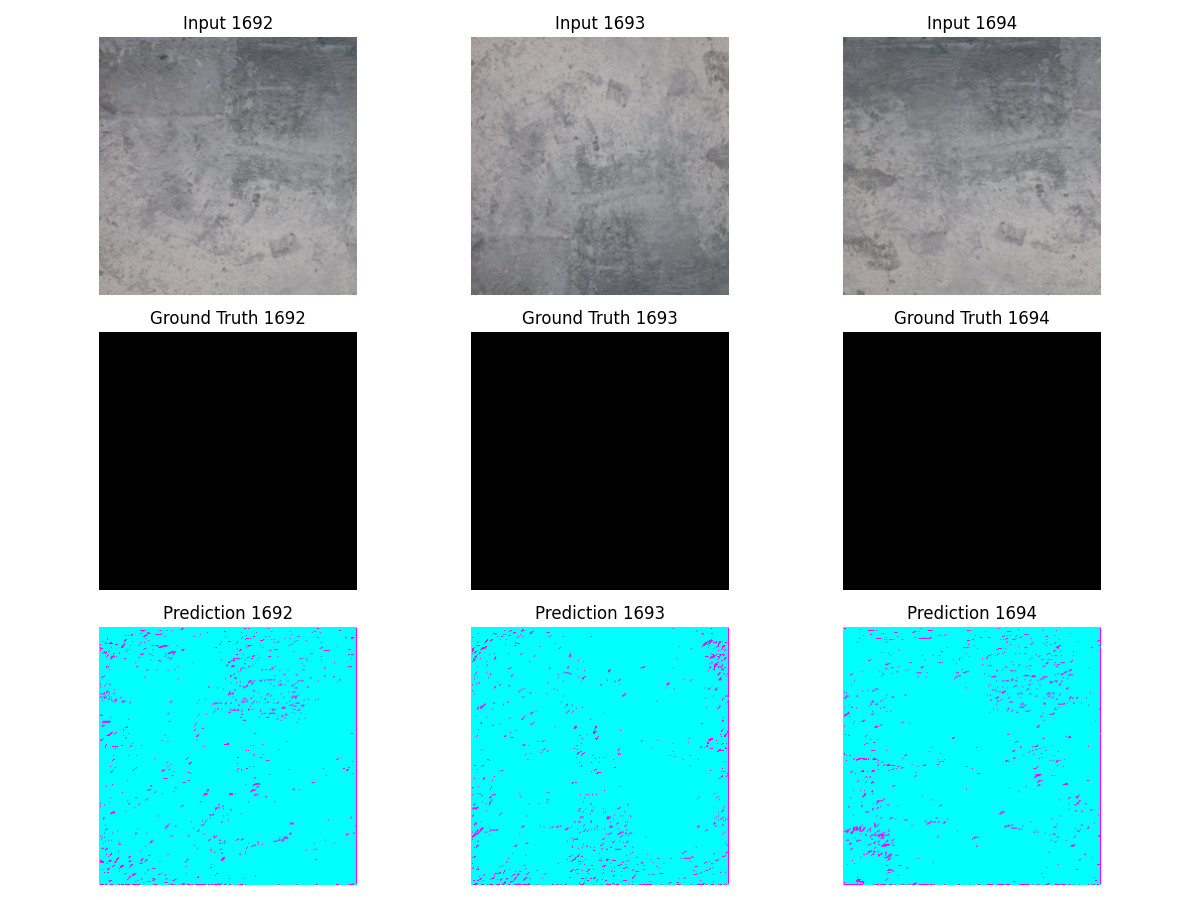 Input 1692
Input 1693
Input 1694
Ground Truth 1692
Ground Truth 1693
Ground Truth 1694
Prediction 1692
Prediction 1693
Prediction 1694